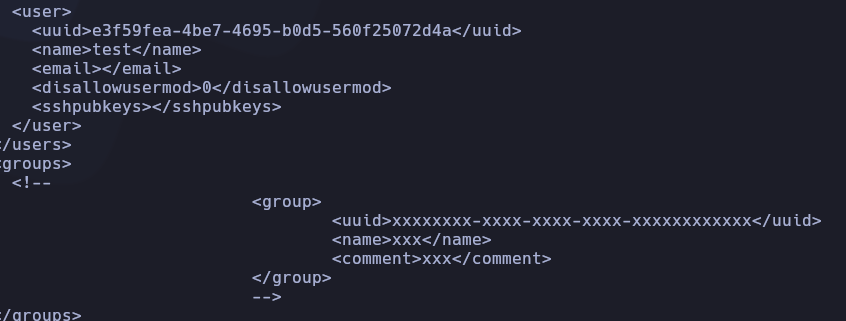 <user>
<uuid>e3f59fea-4be7-4695-b0d5-560f25072d4a</uuid>
<name>test</name>
<email></email>
<disallowusermod>0</disallowusermod>
<sshpubkeys></sshpubkeys>
</user>
</users>
<groups>
<!--
<group>
<uuid>xxxxxxxx-xxxx-xxxx-xxxx-xxxxxxxxxxxx</uuid>
<name>xxx</name>
<comment>xxx</comment>
</group>
-->
</groups>